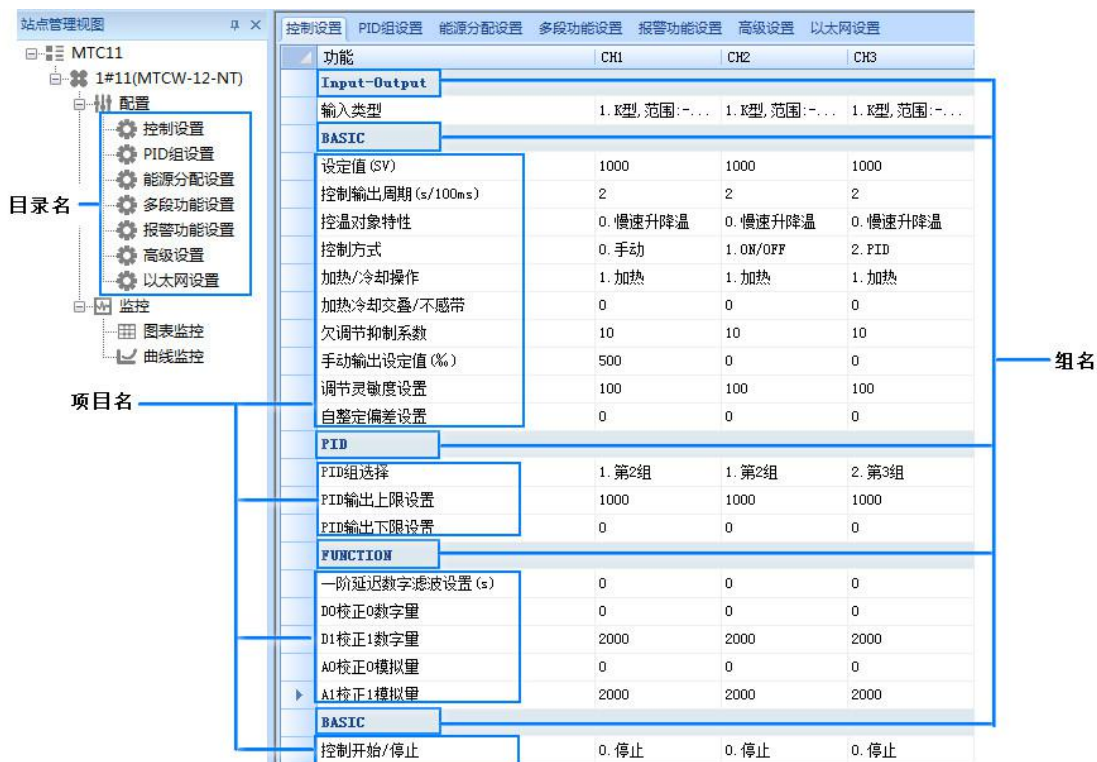 站点管理视图
MTC11
1#11(MTCW-12-NT)
配置
控制设置
PID组设置
能源分配设置
多段功能设置
报警功能设置
高级设置
以太网设置
监控
图表监控
曲线监控
目录名
项目名
组名
控制设置 PID组设置 能源分配设置 多段功能设置 报警功能设置 高级设置 以太网设置
功能 CH1 CH2 CH3
Input-Output
输入类型 1.K型,范围:-... 1.K型,范围:-... 1.K型,范围:-...
BASIC
设定值(SV) 1000 1000 1000
控制输出周期(s/100ms) 2 2 2
控温对象特性 0.慢速升降温 0.慢速升降温 0.慢速升降温
控制方式 0.手动 1.ON/OFF 2.PID
加热/冷却操作 1.加热 1.加热 1.加热
加热冷却交叠/不感带 0 0 0
欠调节抑制系数 10 10 10
手动输出设定值(‰) 500 0 0
调节灵敏度设置 100 100 100
自整定偏差设置 0 0 0
PID
PID组选择 1.第2组 1.第2组 2.第3组
PID输出上限设置 1000 1000 1000
PID输出下限设置 0 0 0
FUNCTION
一阶延迟数字滤波设置(s) 0 0 0
D0校正0数字量 0 0 0
D1校正1数字量 2000 2000 2000
A0校正0模拟量 0 0 0
A1校正1模拟量 2000 2000 2000
BASIC
控制开始/停止 0.停止 0.停止 0.停止